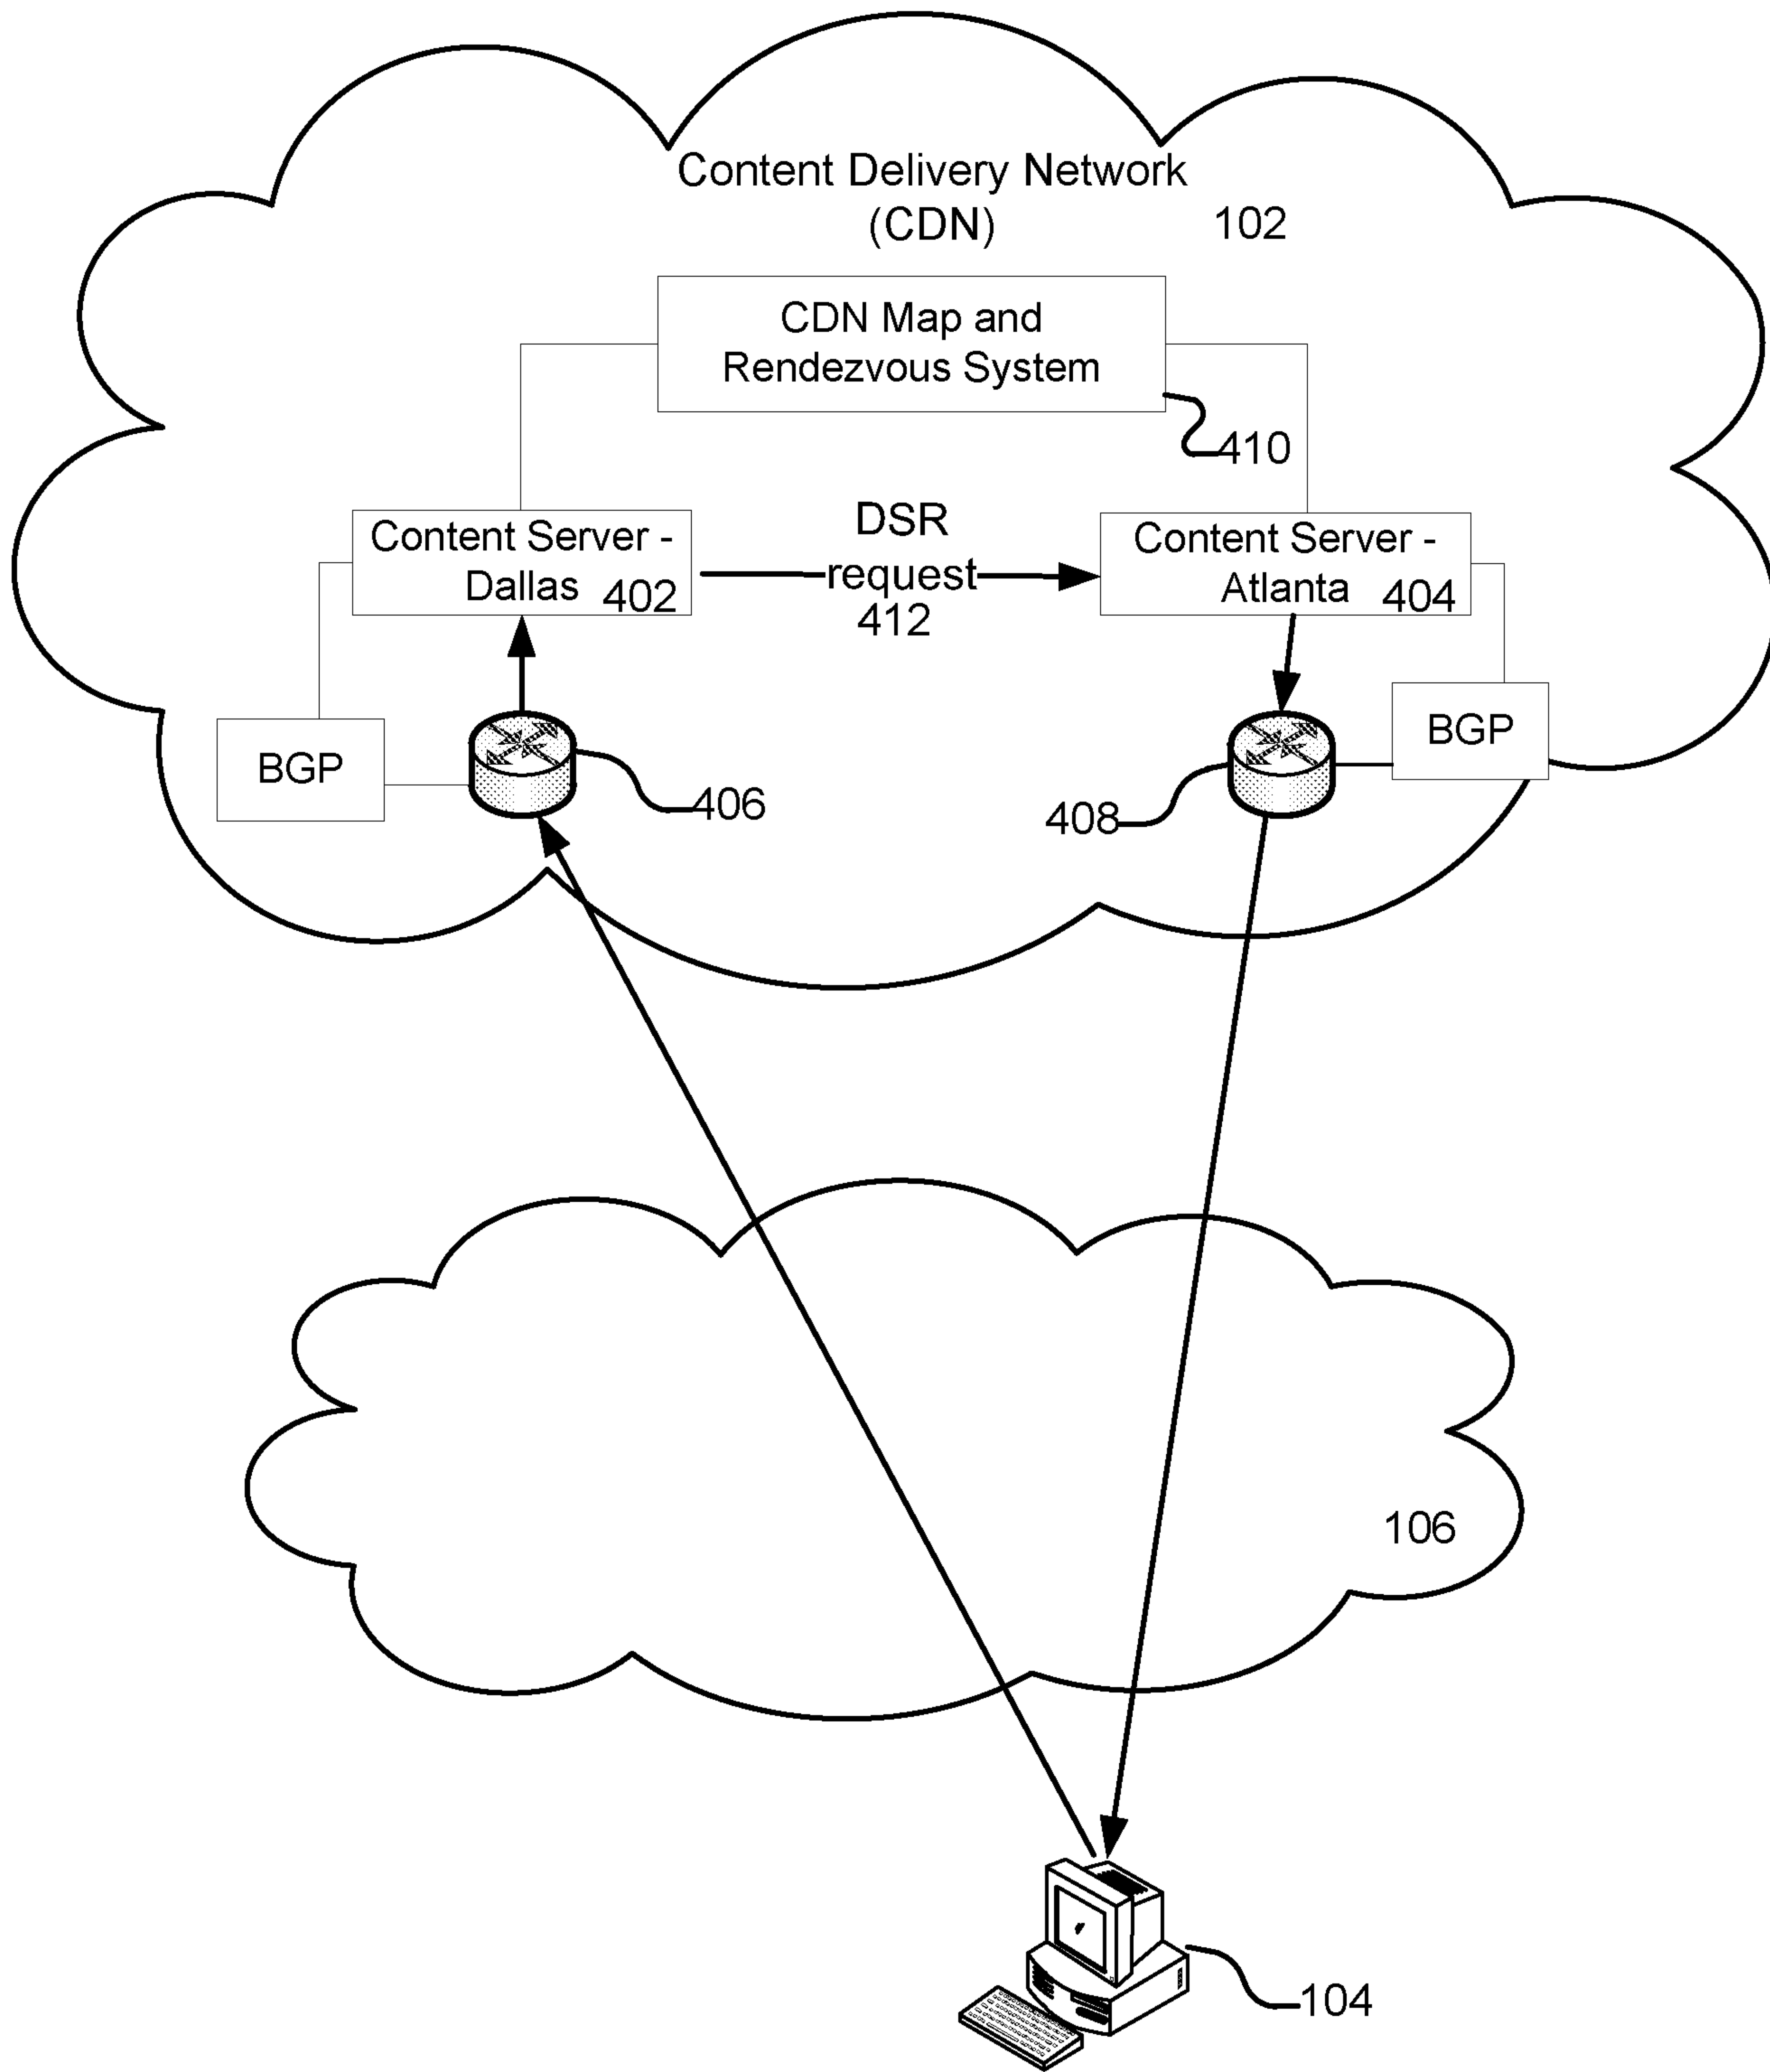 Content Delivery Network
(CDN)
102
CDN Map and
Rendezvous System
410
Content Server -
Dallas 402
DSR
request
412
Content Server -
Atlanta 404
BGP
406
408
BGP
106
104